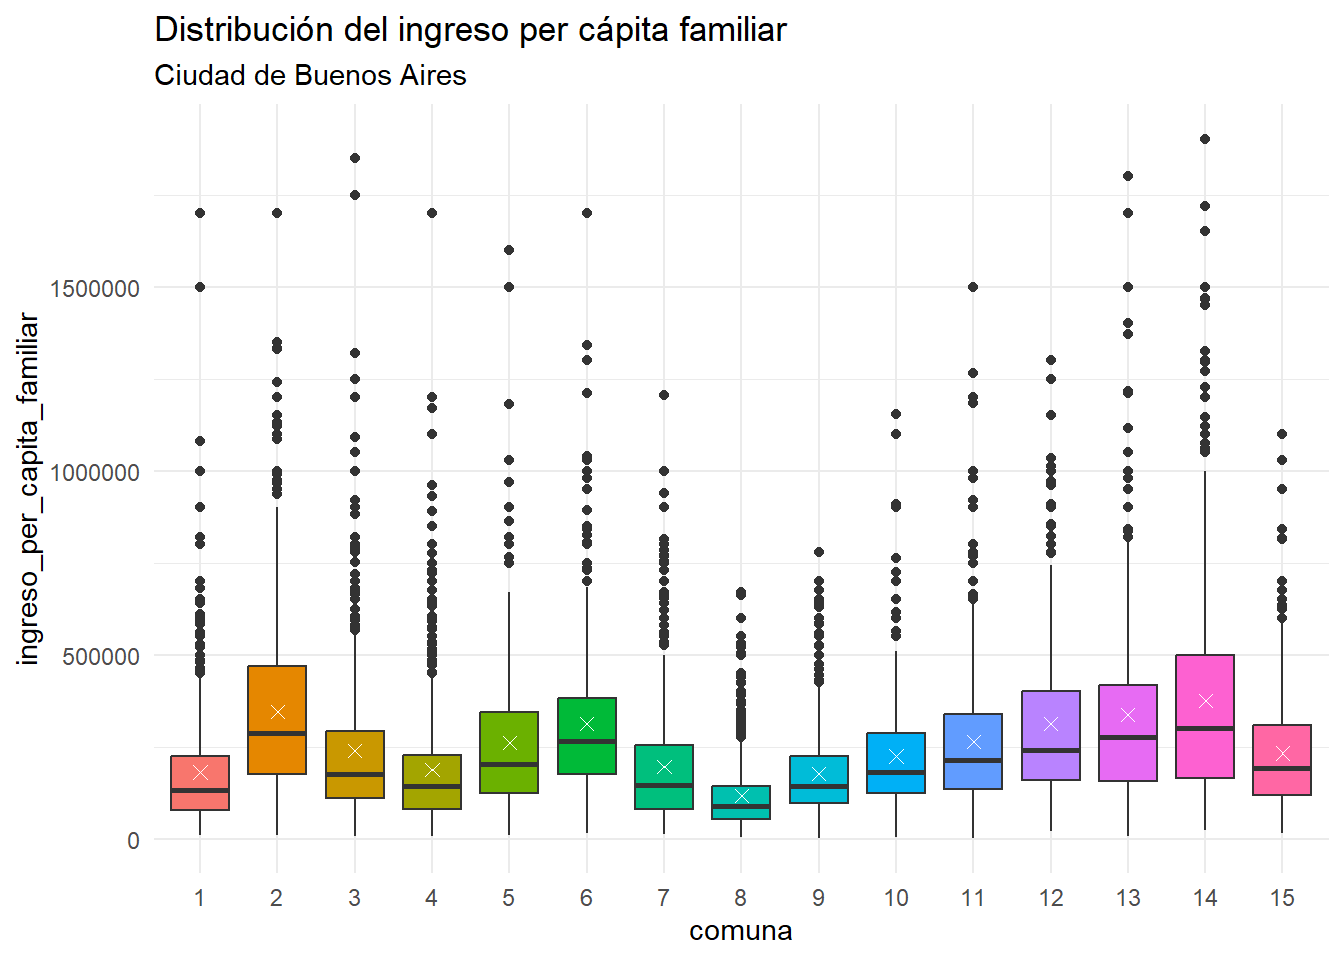 Distribución del ingreso per cápita familiar
Ciudad de Buenos Aires
ingreso_per_capita_familiar
1500000
1000000
500000
0
1 2 3 4 5 6 7 8 9 10 11 12 13 14 15
comuna